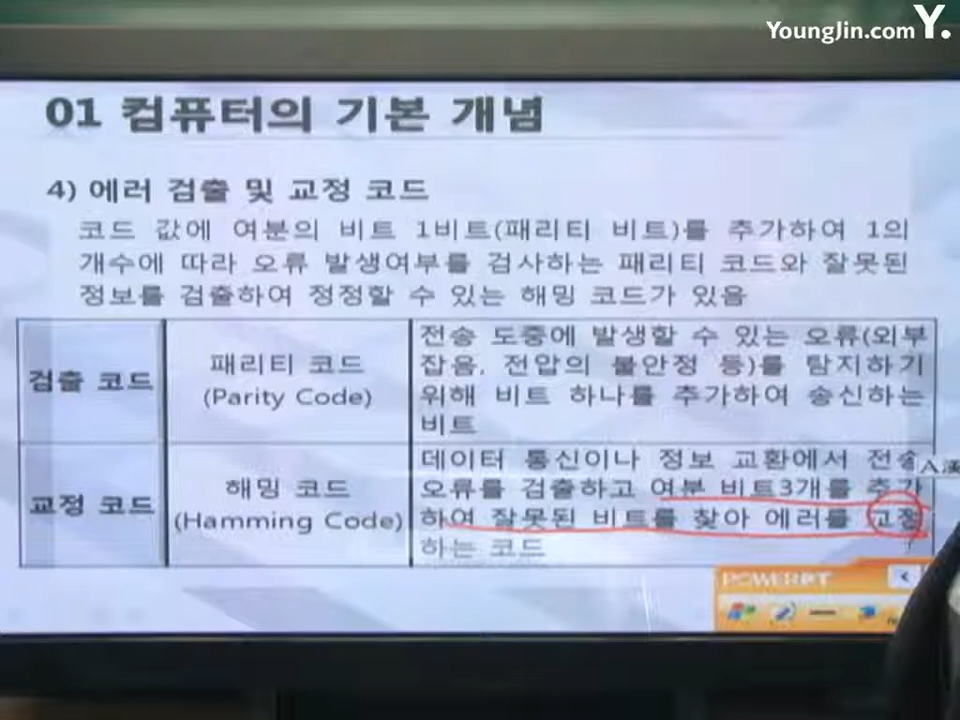 YoungJin.com Y.
01 컴퓨터의 기본 개념
4) 에러 검출 및 교정 코드
코드 값에 여분의 비트 1비트(패리티 비트)를 추가하여 1의
개수에 따라 오류 발생여부를 검사하는 패리티 코드와 잘못된
정보를 검출하여 정정할 수 있는 해밍 코드가 있음
검출 코드
패리티 코드
(Parity Code)
전송 도중에 발생할 수 있는 오류(외부
잡음, 전압의 불안정 등)를 탐지하기
위해 비트 하나를 추가하여 송신하는
비트
교정 코드
해밍 코드
(Hamming Code)
데이터 통신이나 정보 교환에서 전송
오류를 검출하고 여분 비트3개를 추가
하여 잘못된 비트를 찾아 에러를 교정
하는 코드
A漢
POWERPT